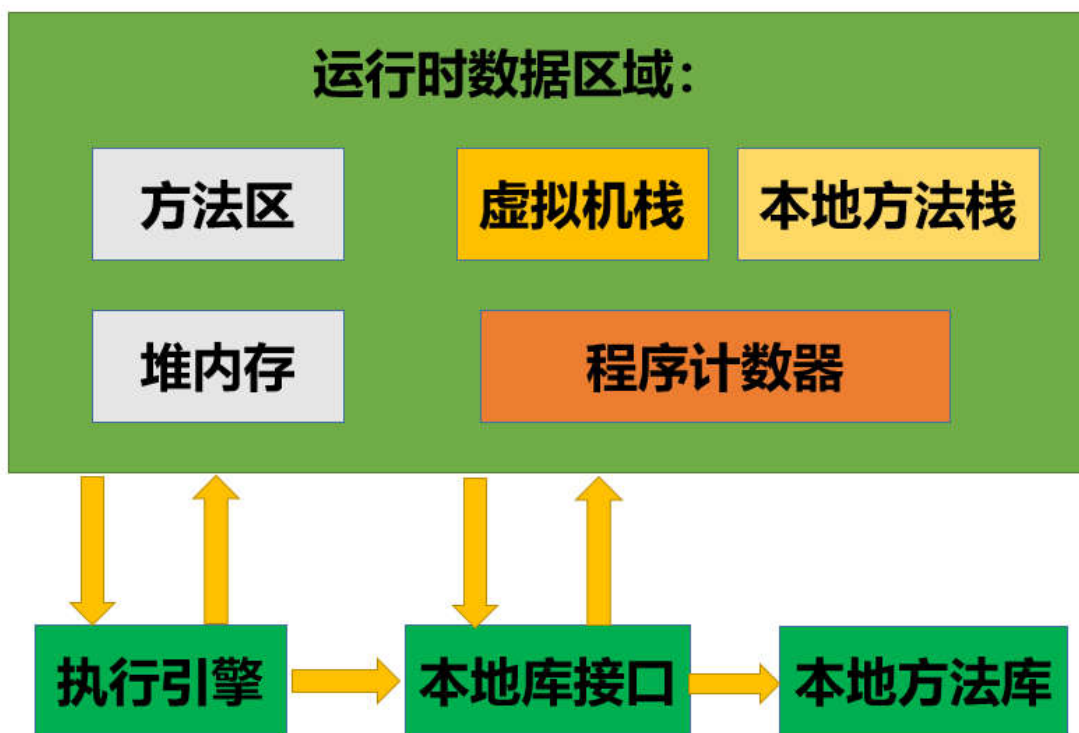 运行时数据区域：
方法区
虚拟机栈
本地方法栈
堆内存
程序计数器
执行引擎
本地库接口
本地方法库